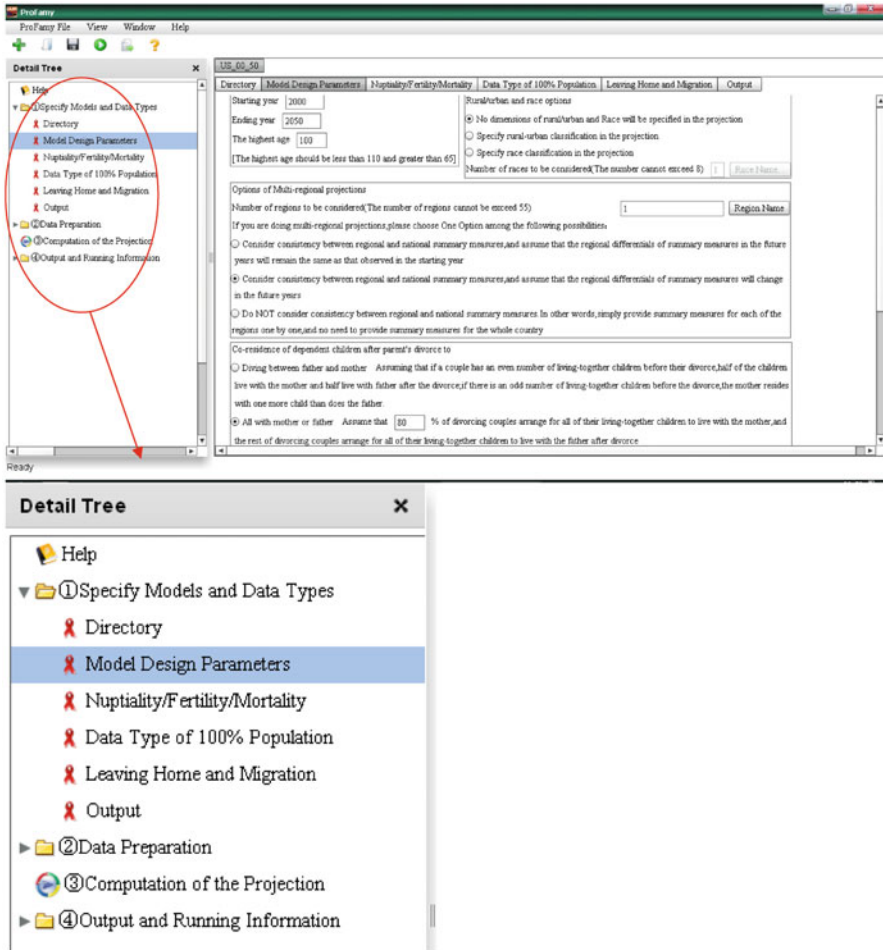 ProFamy
ProFamy File View Window Help
Detail Tree ×
Help
①Specify Models and Data Types
Directory
Model Design Parameters
Nuptiality/Fertility/Mortality
Data Type of 100% Population
Leaving Home and Migration
Output
②Data Preparation
③Computation of the Projection
④Output and Running Information
US_00_50
Directory Model Design Parameters Nuptiality/Fertility/Mortality Data Type of 100% Population Leaving Home and Migration Output
Starting year 2000
Ending year 2050
The highest age 100
[The highest age should be less than 110 and greater than 65]
Rural/urban and race options
No dimensions of rural/urban and Race will be specified in the projection
Specify rural-urban classification in the projection
Specify race classification in the projection
Number of races to be considered(The number cannot exceed 8) 1 Race Name...
Options of Multi-regional projections
Number of regions to be considered(The number of regions cannot be exceed 55) 1 Region Name
If you are doing multi-regional projections,please choose One Option among the following possibilities.
Consider consistency between regional and national summary measures,and assume that the regional differentials of summary measures in the future
years will remain the same as that observed in the starting year
Consider consistency between regional and national summary measures,and assume that the regional differentials of summary measures will change
in the future years
Do NOT consider consistency between regional and national summary measures.In other words,simply provide summary measures for each of the
regions one by one,and no need to provide summary measures for the whole country
Co-residence of dependent children after parent's divorce to
Diving between father and mother Assuming that if a couple has an even number of living-together children before their divorce,half of the children
live with the mother and half live with father after the divorce;if there is an odd number of living-together children before the divorce,the mother resides
with one more child than does the father.
All with mother or father Assume that 80 % of divorcing couples arrange for all of their living-together children to live with the mother,and
the rest of divorcing couples arrange for all of their living-together children to live with the father after divorce
Ready
Detail Tree ×
Help
①Specify Models and Data Types
Directory
Model Design Parameters
Nuptiality/Fertility/Mortality
Data Type of 100% Population
Leaving Home and Migration
Output
②Data Preparation
③Computation of the Projection
④Output and Running Information